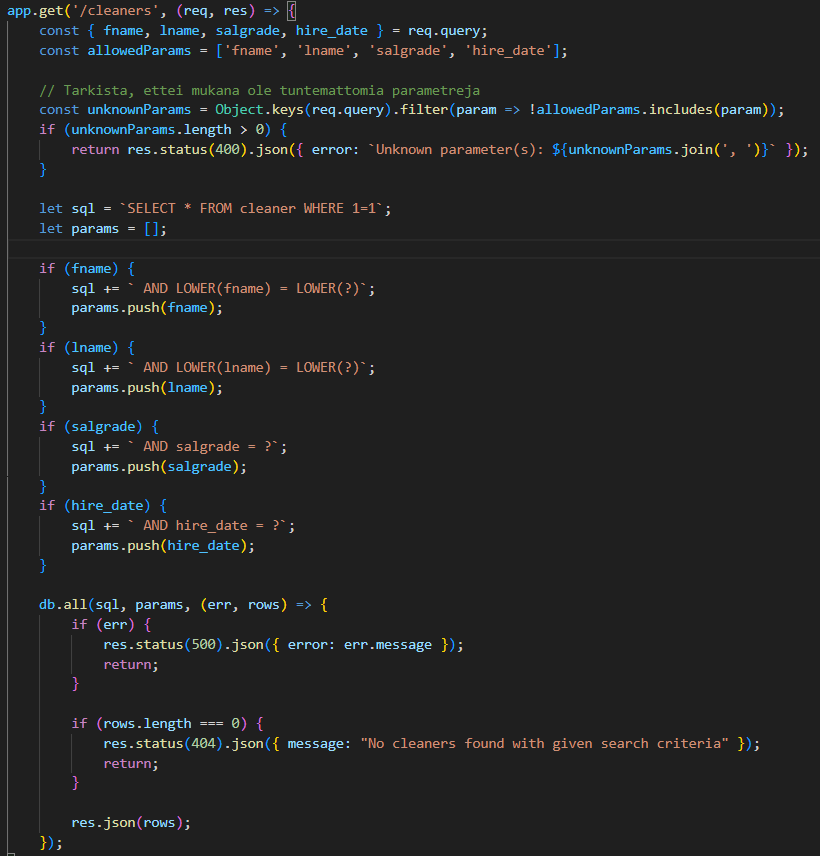 app.get('/cleaners', (req, res) => {
    const { fname, lname, salgrade, hire_date } = req.query;
    const allowedParams = ['fname', 'lname', 'salgrade', 'hire_date'];
    // Tarkista, ettei mukana ole tuntemattomia parametreja
    const unknownParams = Object.keys(req.query).filter(param => !allowedParams.includes(param));
    if (unknownParams.length > 0) {
        return res.status(400).json({ error: `Unknown parameter(s): ${unknownParams.join(', ')}` });
    }
    let sql = `SELECT * FROM cleaner WHERE 1=1`;
    let params = [];
    if (fname) {
        sql += ` AND LOWER(fname) = LOWER(?)`;
        params.push(fname);
    }
    if (lname) {
        sql += ` AND LOWER(lname) = LOWER(?)`;
        params.push(lname);
    }
    if (salgrade) {
        sql += ` AND salgrade = ?`;
        params.push(salgrade);
    }
    if (hire_date) {
        sql += ` AND hire_date = ?`;
        params.push(hire_date);
    }
    db.all(sql, params, (err, rows) => {
        if (err) {
            res.status(500).json({ error: err.message });
            return;
        }
        if (rows.length === 0) {
            res.status(404).json({ message: "No cleaners found with given search criteria" });
            return;
        }
        res.json(rows);
    });